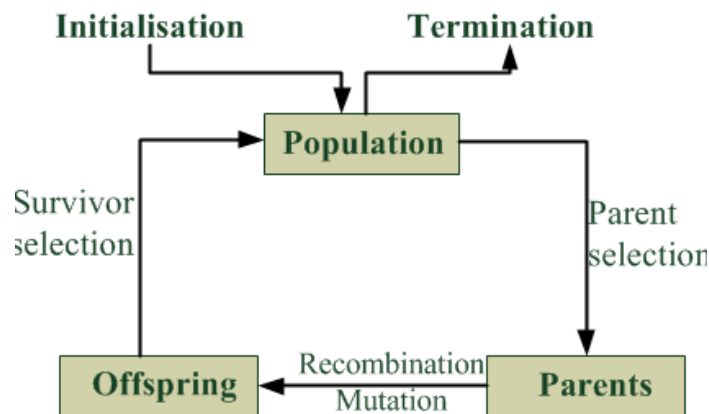 Initialisation
Termination
Population
Survivor
selection
Parent
selection
Offspring
Recombination
Mutation
Parents